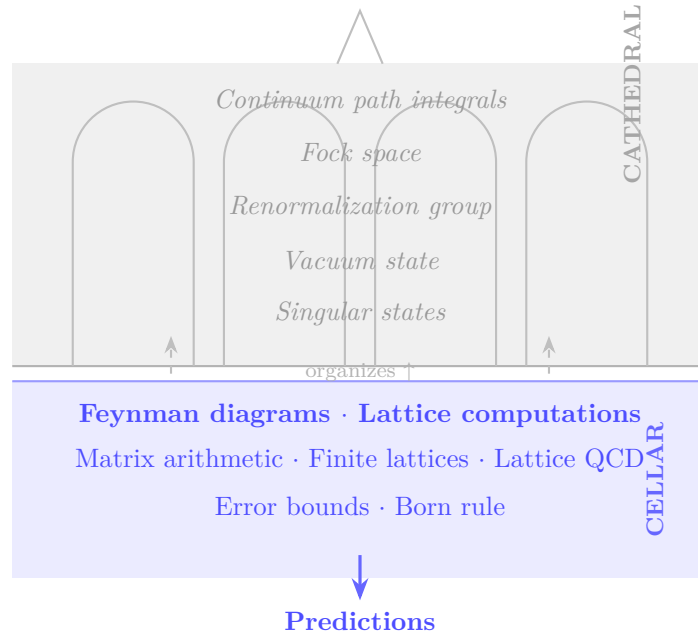 CATHEDRAL
Continuum path integrals
Fock space
Renormalization group
Vacuum state
Singular states
organizes ↑
Feynman diagrams · Lattice computations
CELLAR
Matrix arithmetic · Finite lattices · Lattice QCD
Error bounds · Born rule
Predictions